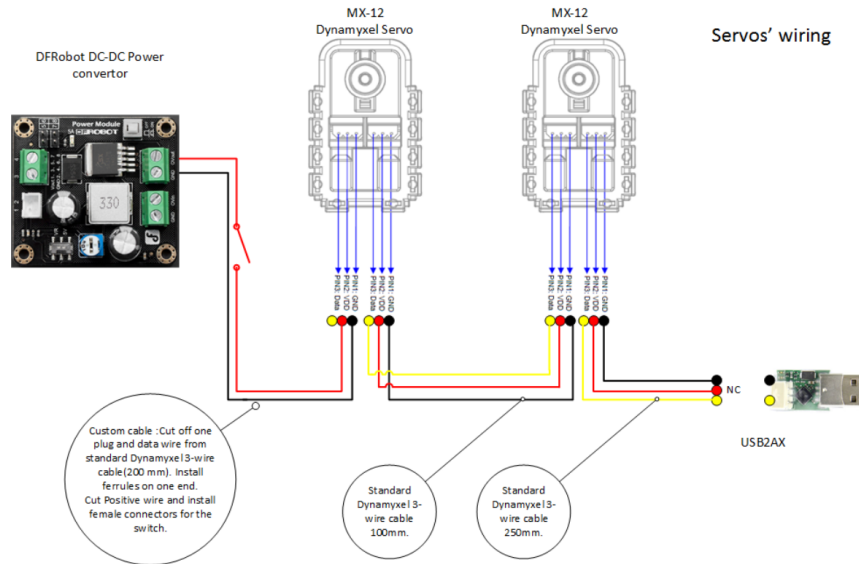 Servos' wiring
DFRobot DC-DC Power
convertor
MX-12
Dynamyxel Servo
MX-12
Dynamyxel Servo
Power Module
DFROBOT
330
PIN1: GND
PIN2: VDD
PIN3: Data
PIN1: GND
PIN2: VDD
PIN3: Data
PIN1: GND
PIN2: VDD
PIN3: Data
PIN1: GND
PIN2: VDD
PIN3: Data
NC
USB2AX
Custom cable :Cut off one
plug and data wire from
standard Dynamyxel 3-wire
cable(200 mm). Install
ferrules on one end.
Cut Positive wire and install
female connectors for the
switch.
Standard
Dynamyxel 3-
wire cable
100mm.
Standard
Dynamyxel 3-
wire cable
250mm.